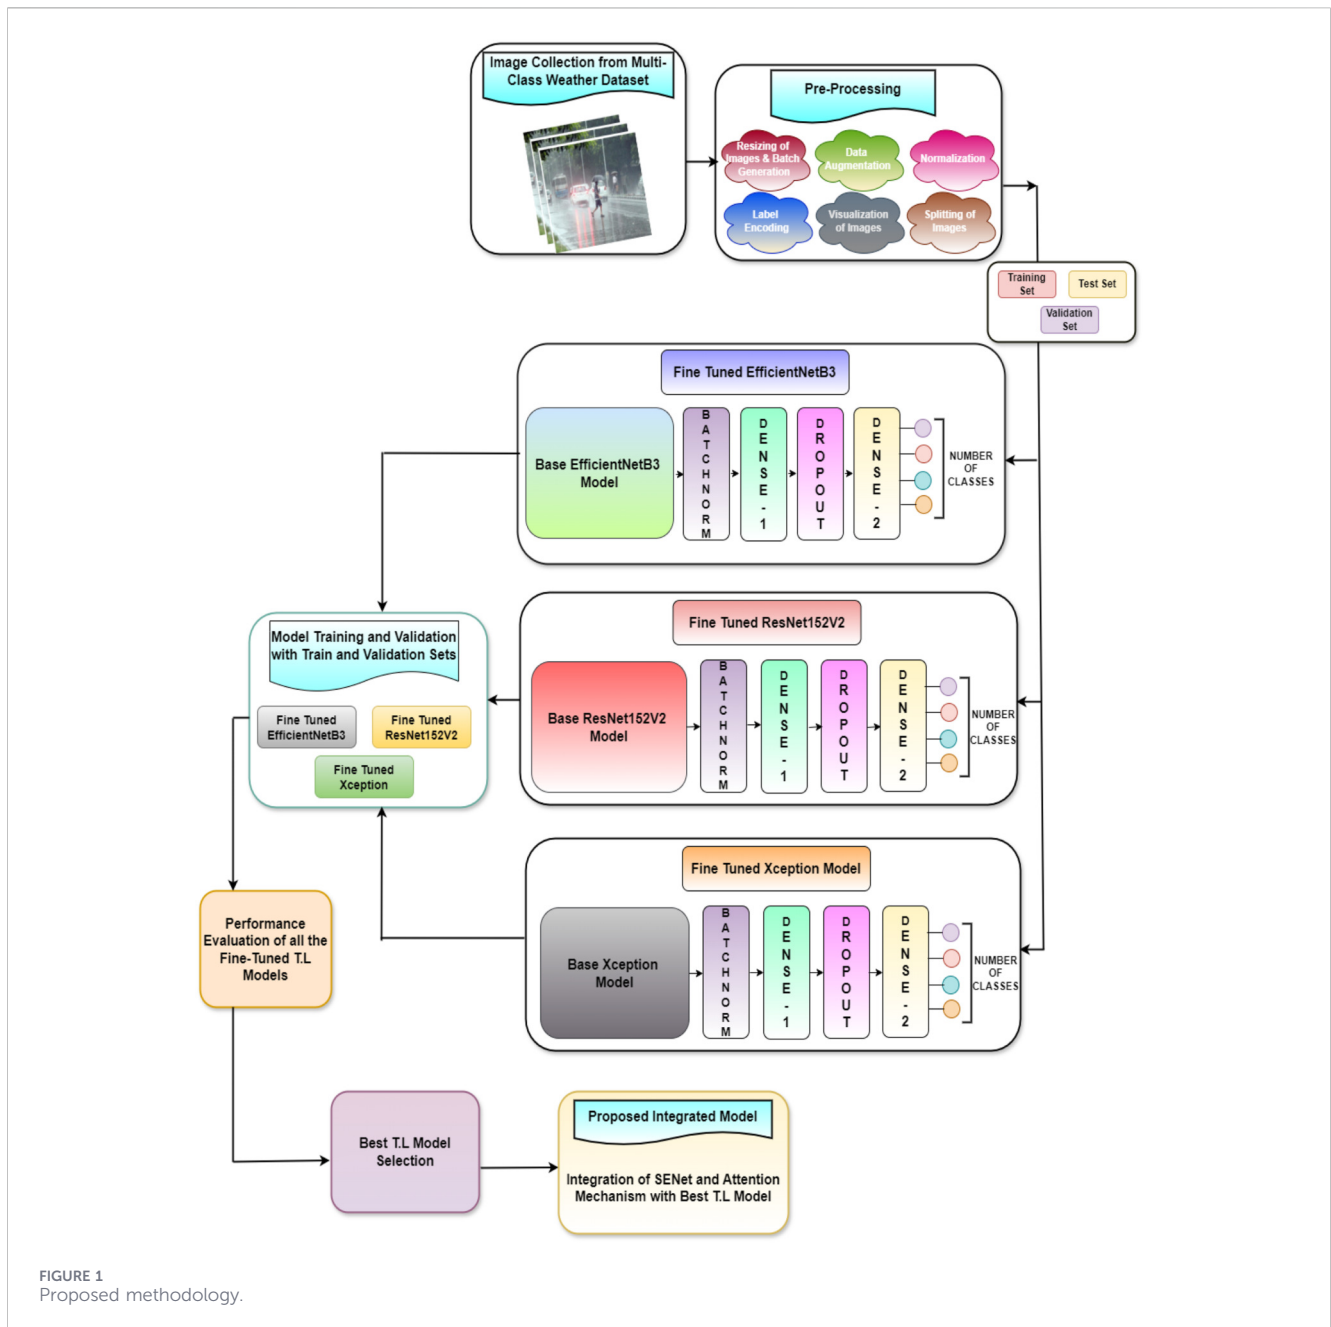 Image Collection from Multi-
Class Weather Dataset
Pre-Processing
Resizing of
Images & Batch
Generation
Data
Augmentation
Normalization
Label
Encoding
Visualization
of Images
Splitting of
Images
Training
Set
Test Set
Validation
Set
Fine Tuned EfficientNetB3
Base EfficientNetB3
Model
BATCHNORM
DENSE-1
DROPOUT
DENSE-2
NUMBER
OF
CLASSES
Fine Tuned ResNet152V2
Base ResNet152V2
Model
BATCHNORM
DENSE-1
DROPOUT
DENSE-2
NUMBER
OF
CLASSES
Model Training and Validation
with Train and Validation Sets
Fine Tuned
EfficientNetB3
Fine Tuned
ResNet152V2
Fine Tuned
Xception
Fine Tuned Xception Model
Base Xception
Model
BATCHNORM
DENSE-1
DROPOUT
DENSE-2
NUMBER
OF
CLASSES
Performance
Evaluation of all the
Fine-Tuned T.L
Models
Best T.L Model
Selection
Proposed Integrated Model
Integration of SENet and Attention
Mechanism with Best T.L Model
FIGURE 1
Proposed methodology.